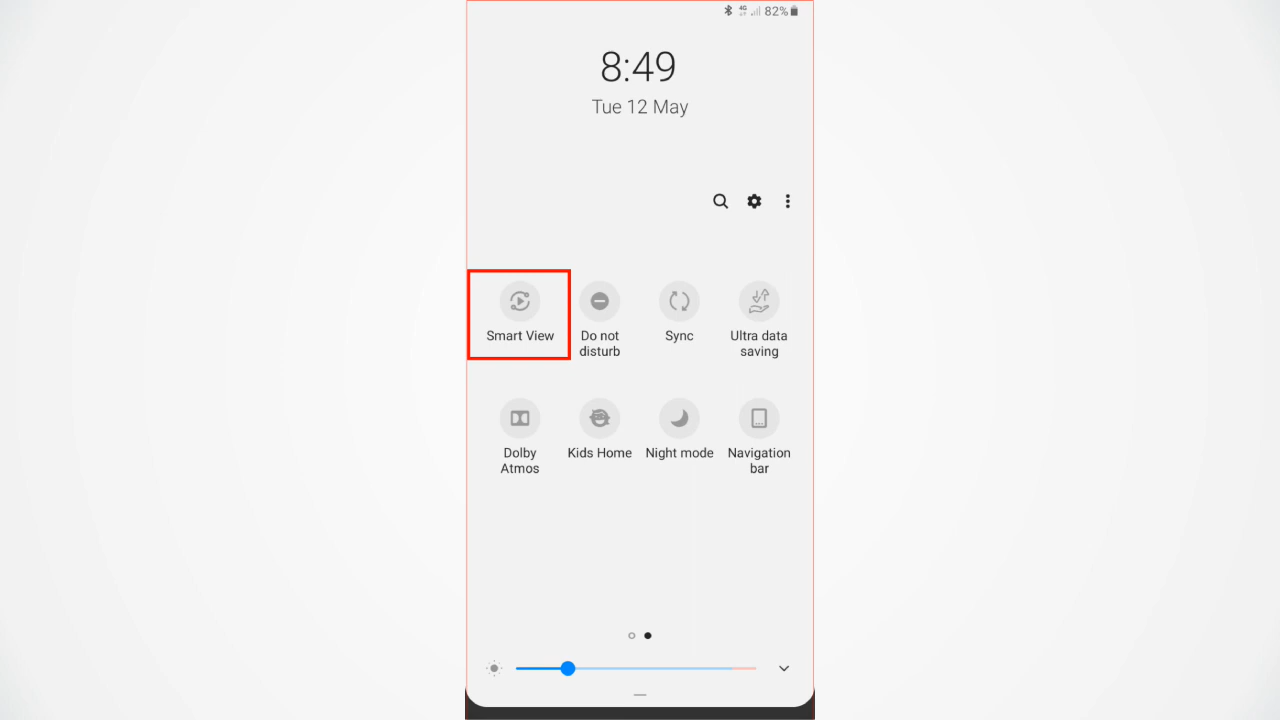 4G 82%
8:49
Tue 12 May
Smart View
Do not
disturb
Sync
Ultra data
saving
Dolby
Atmos
Kids Home
Night mode
Navigation
bar